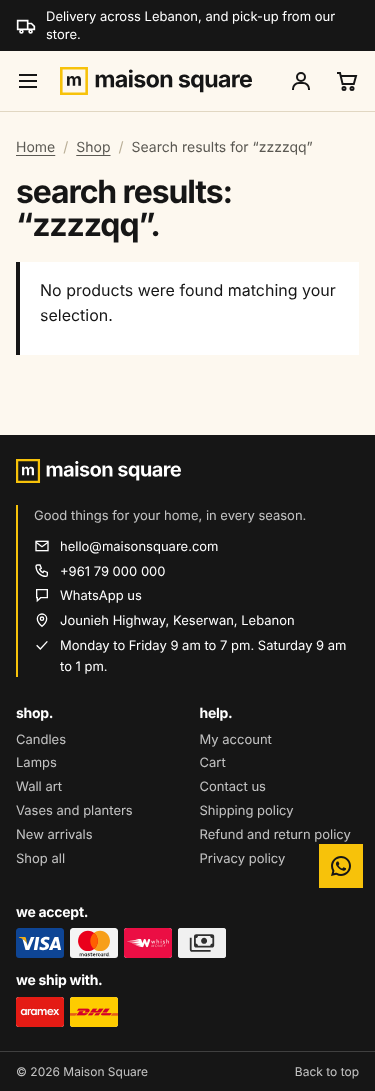 Delivery across Lebanon, and pick-up from our
store.
m maison square
Home / Shop / Search results for “zzzzqq”
search results:
“zzzzqq”.
No products were found matching your
selection.
m maison square
Good things for your home, in every season.
hello@maisonsquare.com
+961 79 000 000
WhatsApp us
Jounieh Highway, Keserwan, Lebanon
Monday to Friday 9 am to 7 pm. Saturday 9 am
to 1 pm.
shop.
Candles
Lamps
Wall art
Vases and planters
New arrivals
Shop all
help.
My account
Cart
Contact us
Shipping policy
Refund and return policy
Privacy policy
we accept.
VISA
mastercard
whish
MONEY
we ship with.
aramex
DHL
© 2026 Maison Square
Back to top